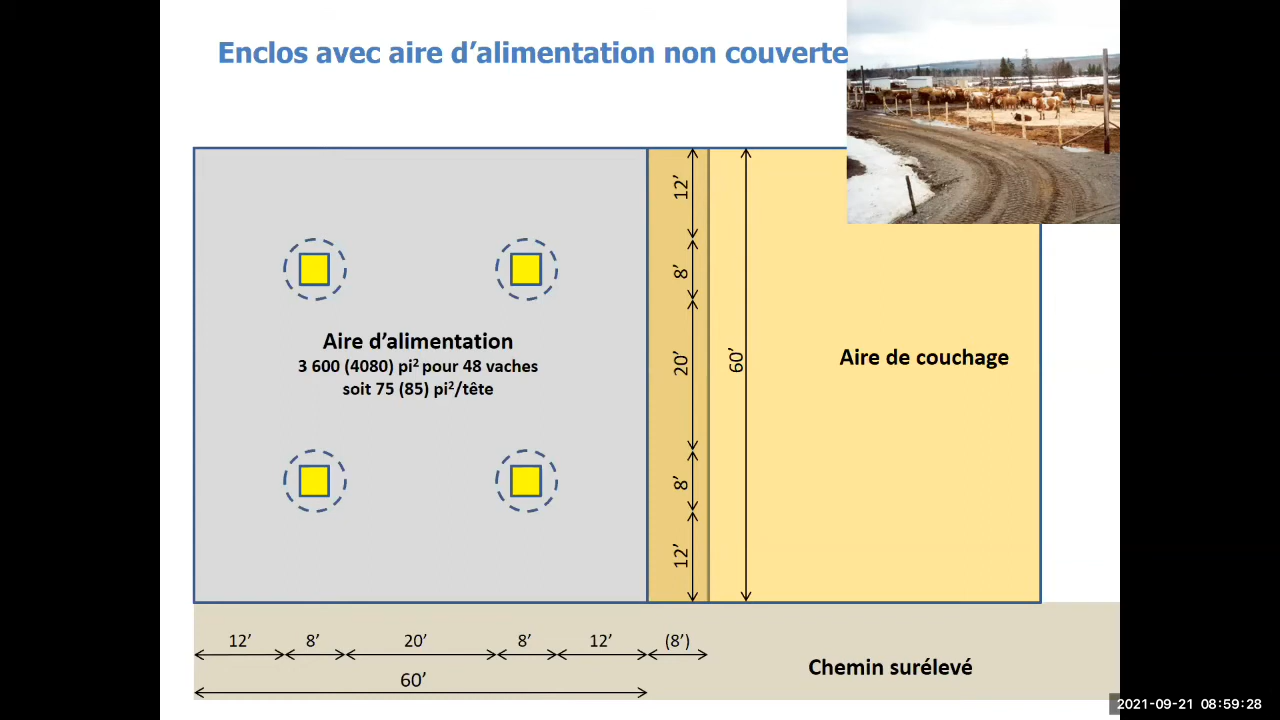 Enclos avec aire d’alimentation non couverte
12’
8’
20’
60’
8’
12’
Aire d’alimentation
3 600 (4080) pi² pour 48 vaches
soit 75 (85) pi²/tête
Aire de couchage
12’ 8’ 20’ 8’ 12’ (8’)
60’
Chemin surélevé
2021-09-21 08:59:28